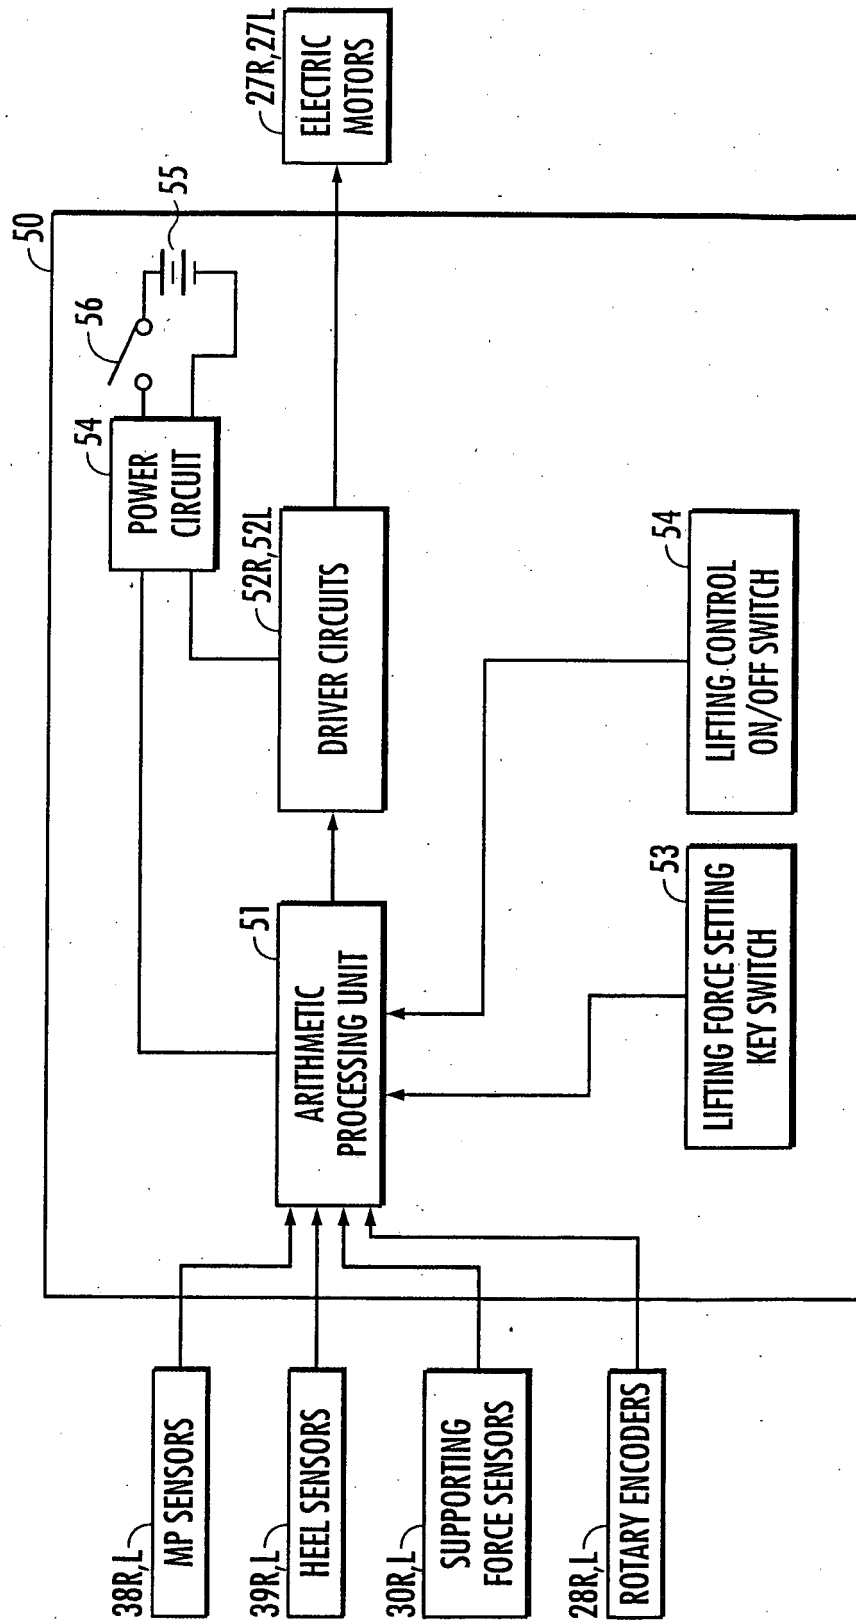 50
38R,L
MP SENSORS
39R,L
HEEL SENSORS
30R,L
SUPPORTING
FORCE SENSORS
28R,L
ROTARY ENCODERS
51
ARITHMETIC
PROCESSING UNIT
54
POWER
CIRCUIT
56
55
52R,52L
DRIVER CIRCUITS
27R,27L
ELECTRIC
MOTORS
53
LIFTING FORCE SETTING
KEY SWITCH
54
LIFTING CONTROL
ON/OFF SWITCH